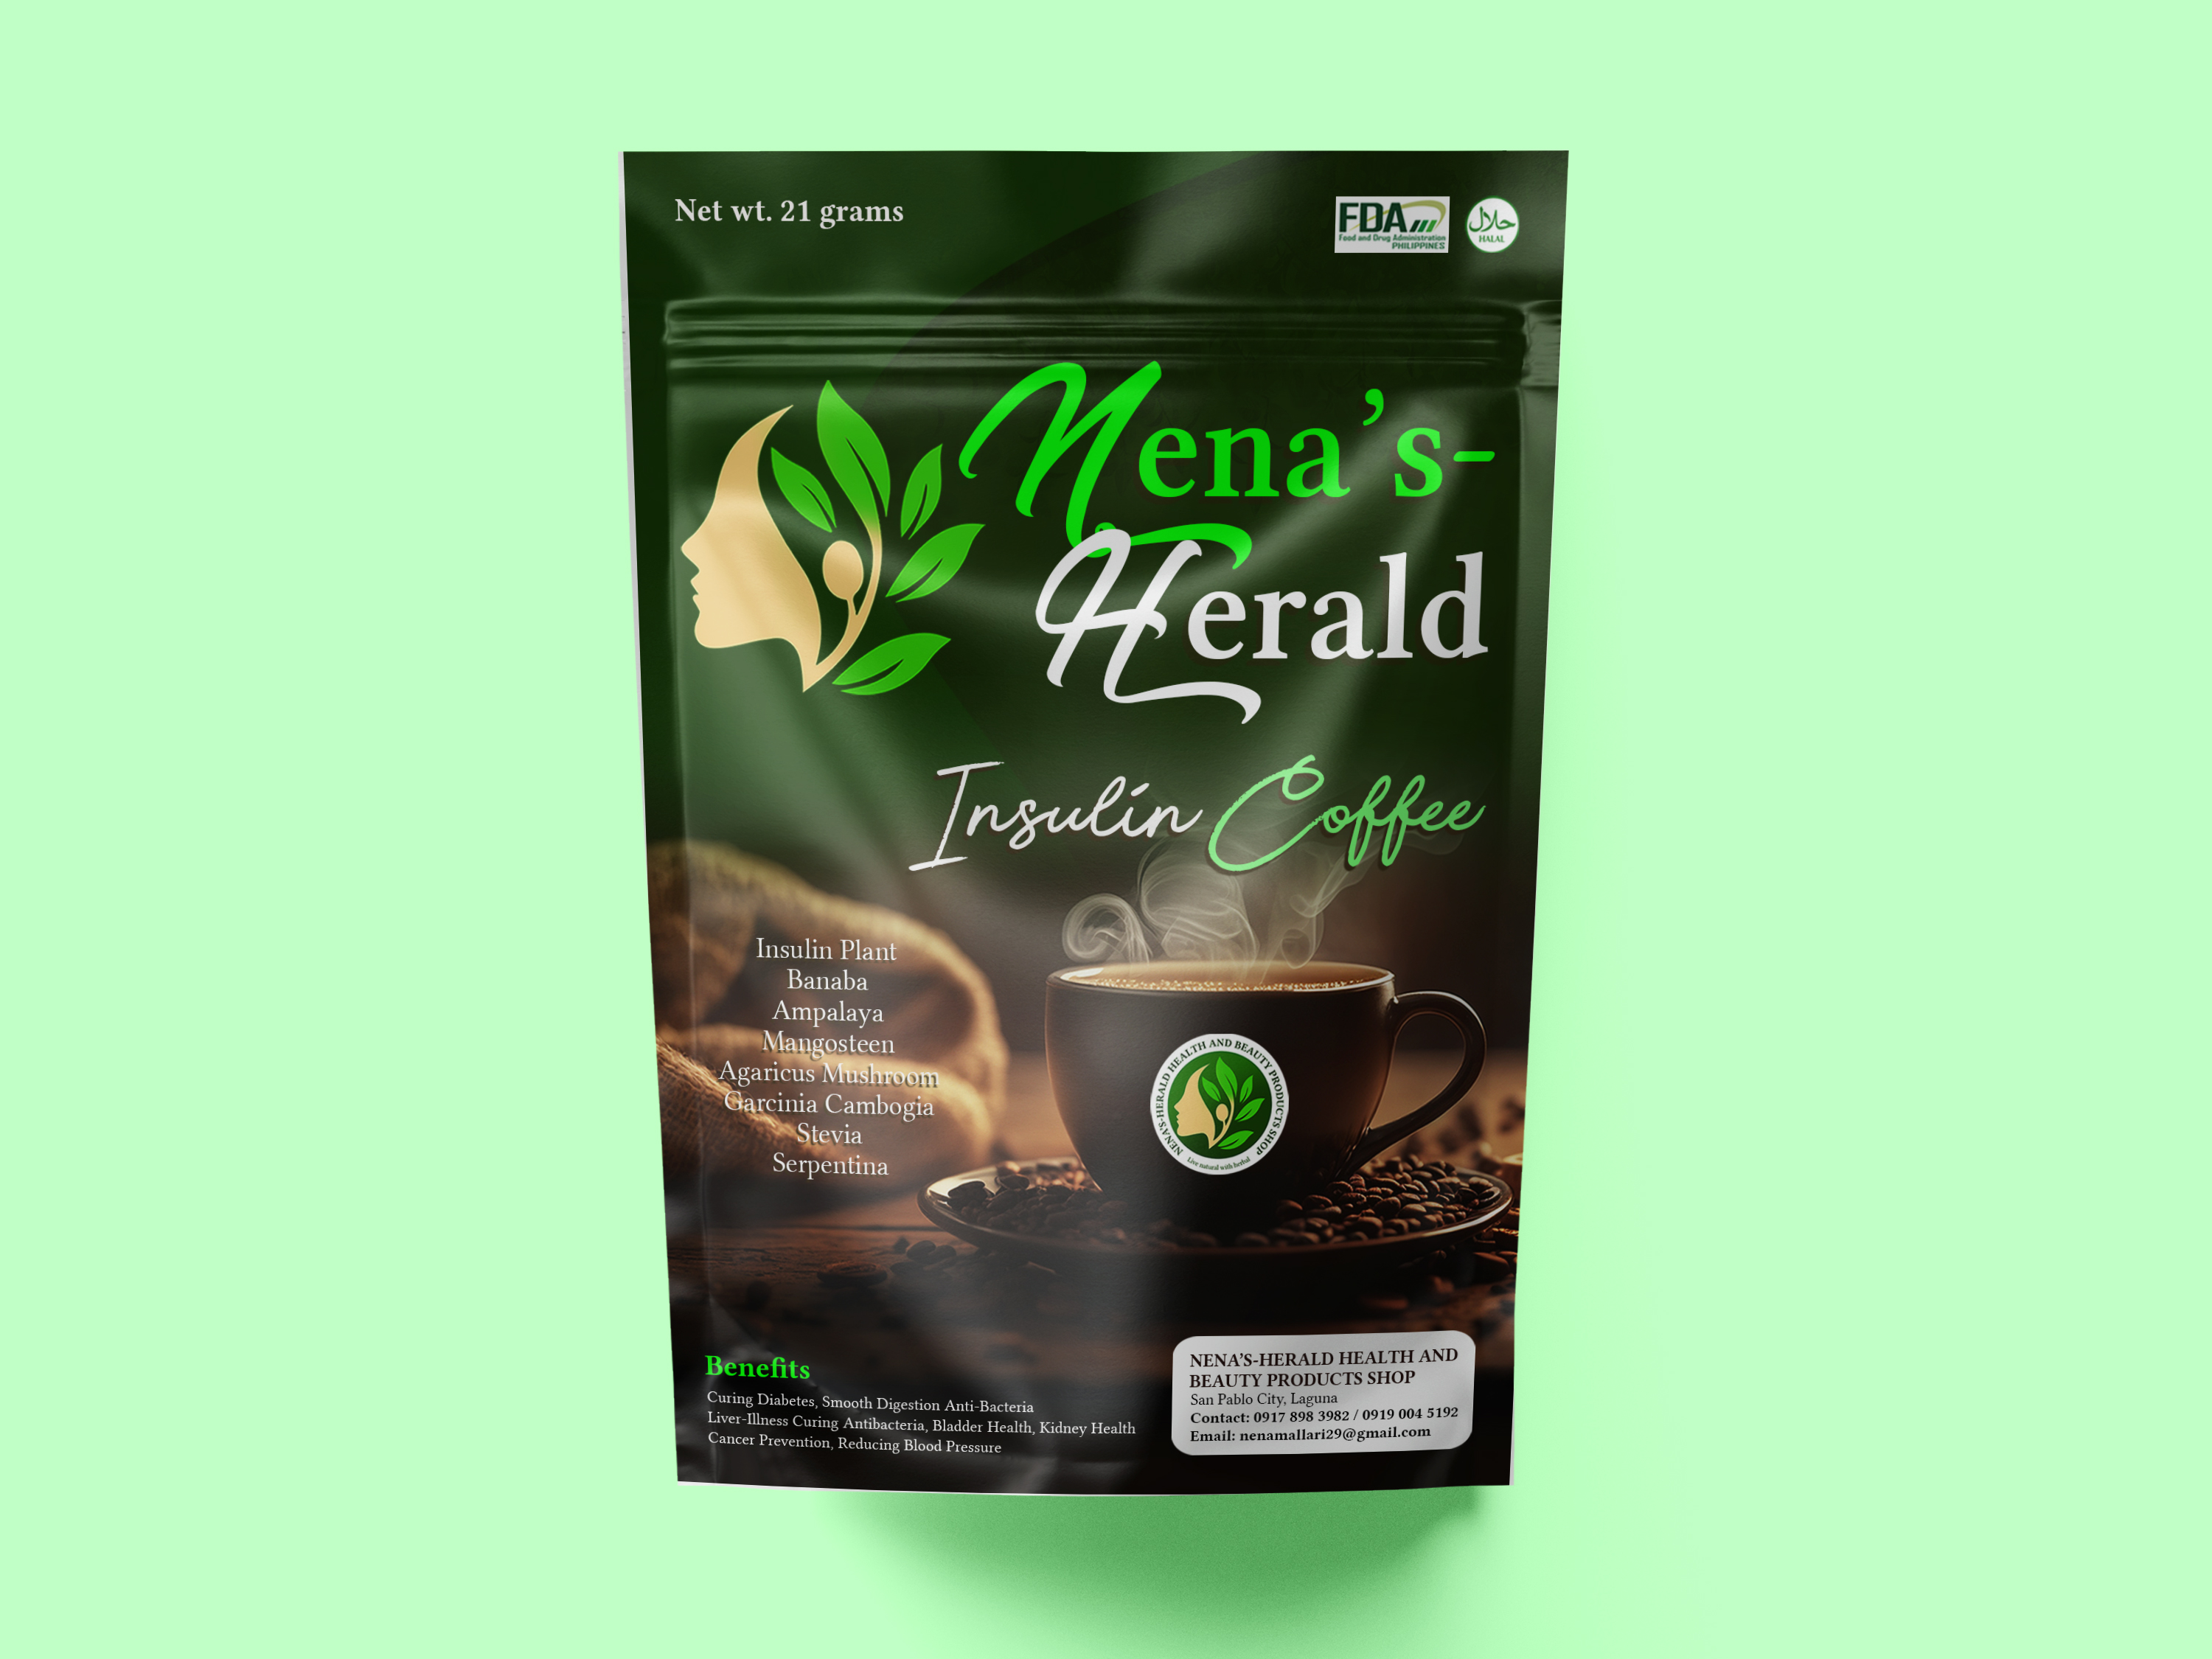 Net wt. 21 grams
FDA
Food and Drug Administration
PHILIPPINES
حلال
HALAL
Nena's-
Herald
Insulin Coffee
Insulin Plant
Banaba
Ampalaya
Mangosteen
Agaricus Mushroom
Garcinia Cambogia
Stevia
Serpentina
NENA'S-HERALD HEALTH AND BEAUTY PRODUCTS SHOP
Live natural with herbal
Benefits
Curing Diabetes, Smooth Digestion Anti-Bacteria
Liver-Illness Curing Antibacteria, Bladder Health, Kidney Health
Cancer Prevention, Reducing Blood Pressure
NENA'S-HERALD HEALTH AND
BEAUTY PRODUCTS SHOP
San Pablo City, Laguna
Contact: 0917 898 3982 / 0919 004 5192
Email: nenamallari29@gmail.com